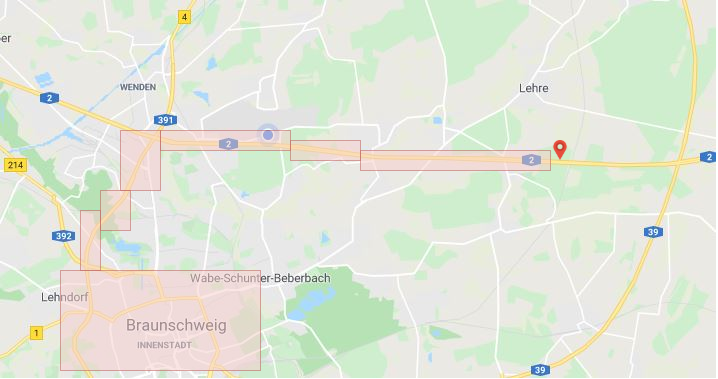 4
er
WENDEN
2
391
Lehre
2
2
2
214
392
39
Wabe-Schunter-Beberbach
Lehndorf
1
Braunschweig
INNENSTADT
39